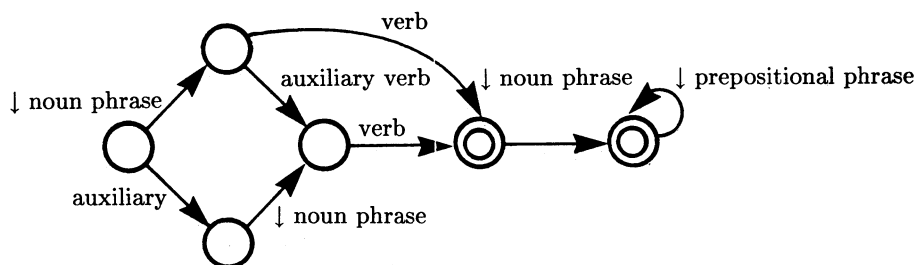 verb
↓ noun phrase
auxiliary verb
↓ noun phrase
↓ prepositional phrase
verb
auxiliary
↓ noun phrase